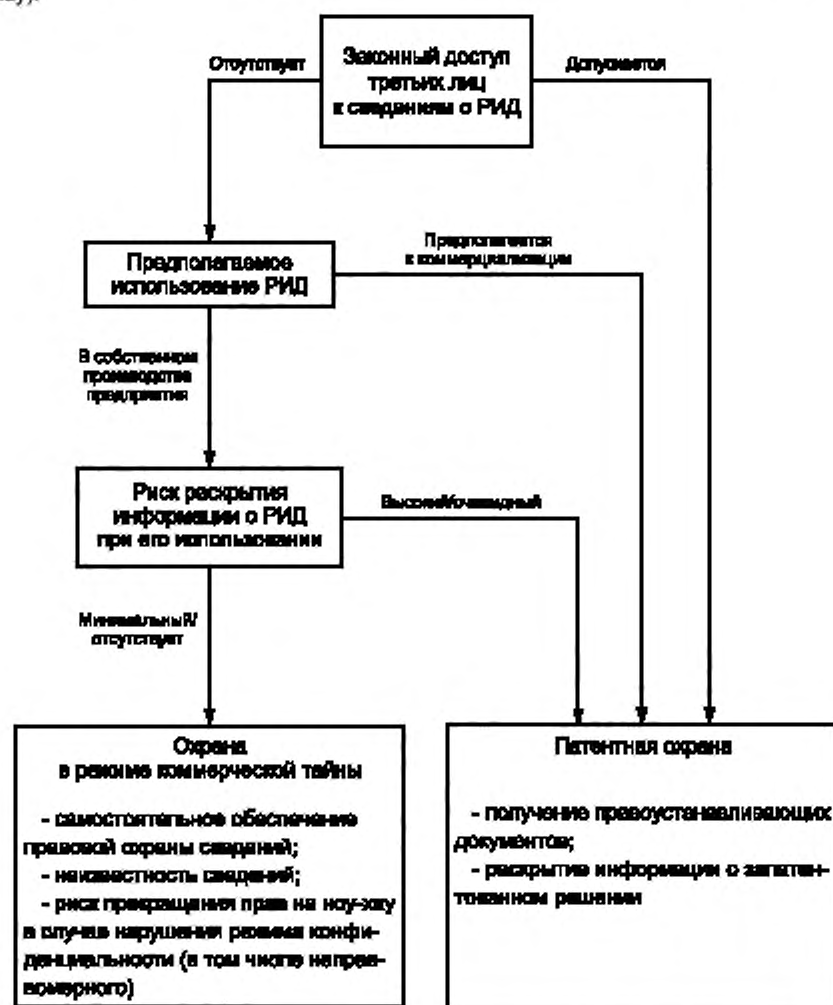 Законный доступ
третьих лиц
к сведениям о РИД
Отсутствует
Допускается
Предполагаемое
использование РИД
Предполагается
к коммерциализации
В собственном
производстве
предприятия
Риск раскрытия
информации о РИД
при его использовании
Высокий/очевидный
Минимальный/
отсутствует
Охрана
в режиме коммерческой тайны
- самостоятельное обеспечение
правовой охраны сведений;
- неизвестность сведений;
- риск прекращения прав на ноу-хау
в случае нарушения режима конфи-
денциальности (в том числе неправо-
вомерного)
Патентная охрана
- получение правоустанавливающих
документов;
- раскрытие информации о запатен-
тованном решении